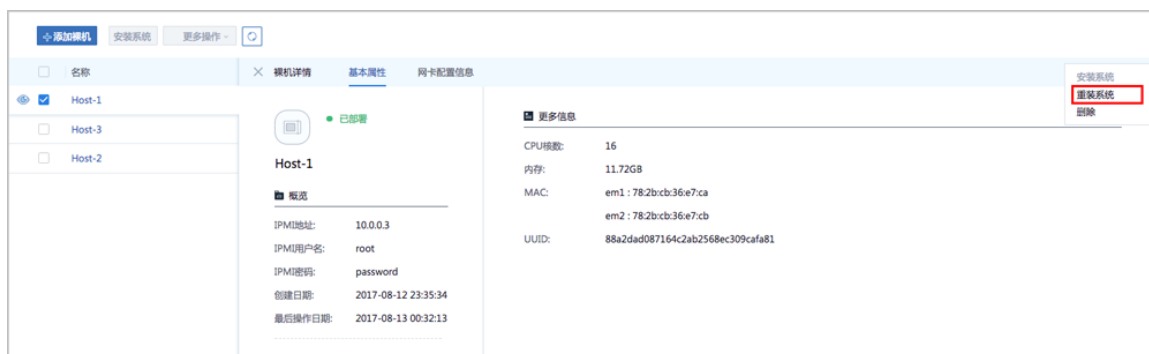 添加裸机 安装系统 更多操作
名称
Host-1
Host-3
Host-2
裸机详情 基本属性 网卡配置信息
安装系统
重装系统
删除
已部署
Host-1
概览
IPMI地址: 10.0.0.3
IPMI用户名: root
IPMI密码: password
创建日期: 2017-08-12 23:35:34
最后操作日期: 2017-08-13 00:32:13
更多信息
CPU核数: 16
内存: 11.72GB
MAC: em1 : 78:2b:cb:36:e7:ca
em2 : 78:2b:cb:36:e7:cb
UUID: 88a2dad087164c2ab2568ec309cafa81